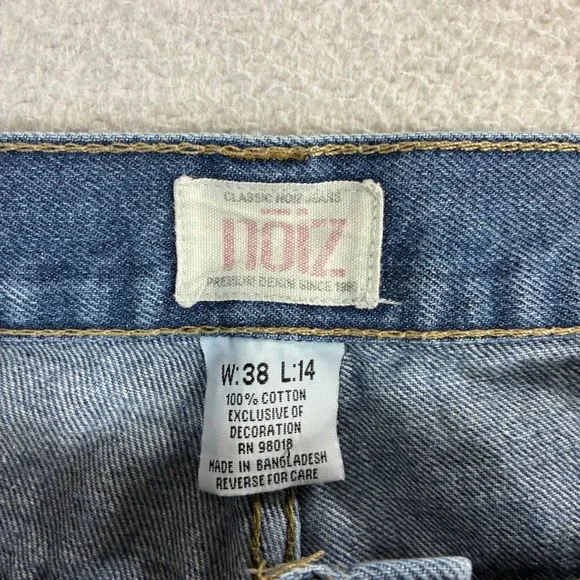 CLASSIC NOIZ JEANS
nōiz
PREMIUM DENIM SINCE
W:38 L:14
100% COTTON
EXCLUSIVE OF
DECORATION
RN 98018
MADE IN BANGLADESH
REVERSE FOR CARE